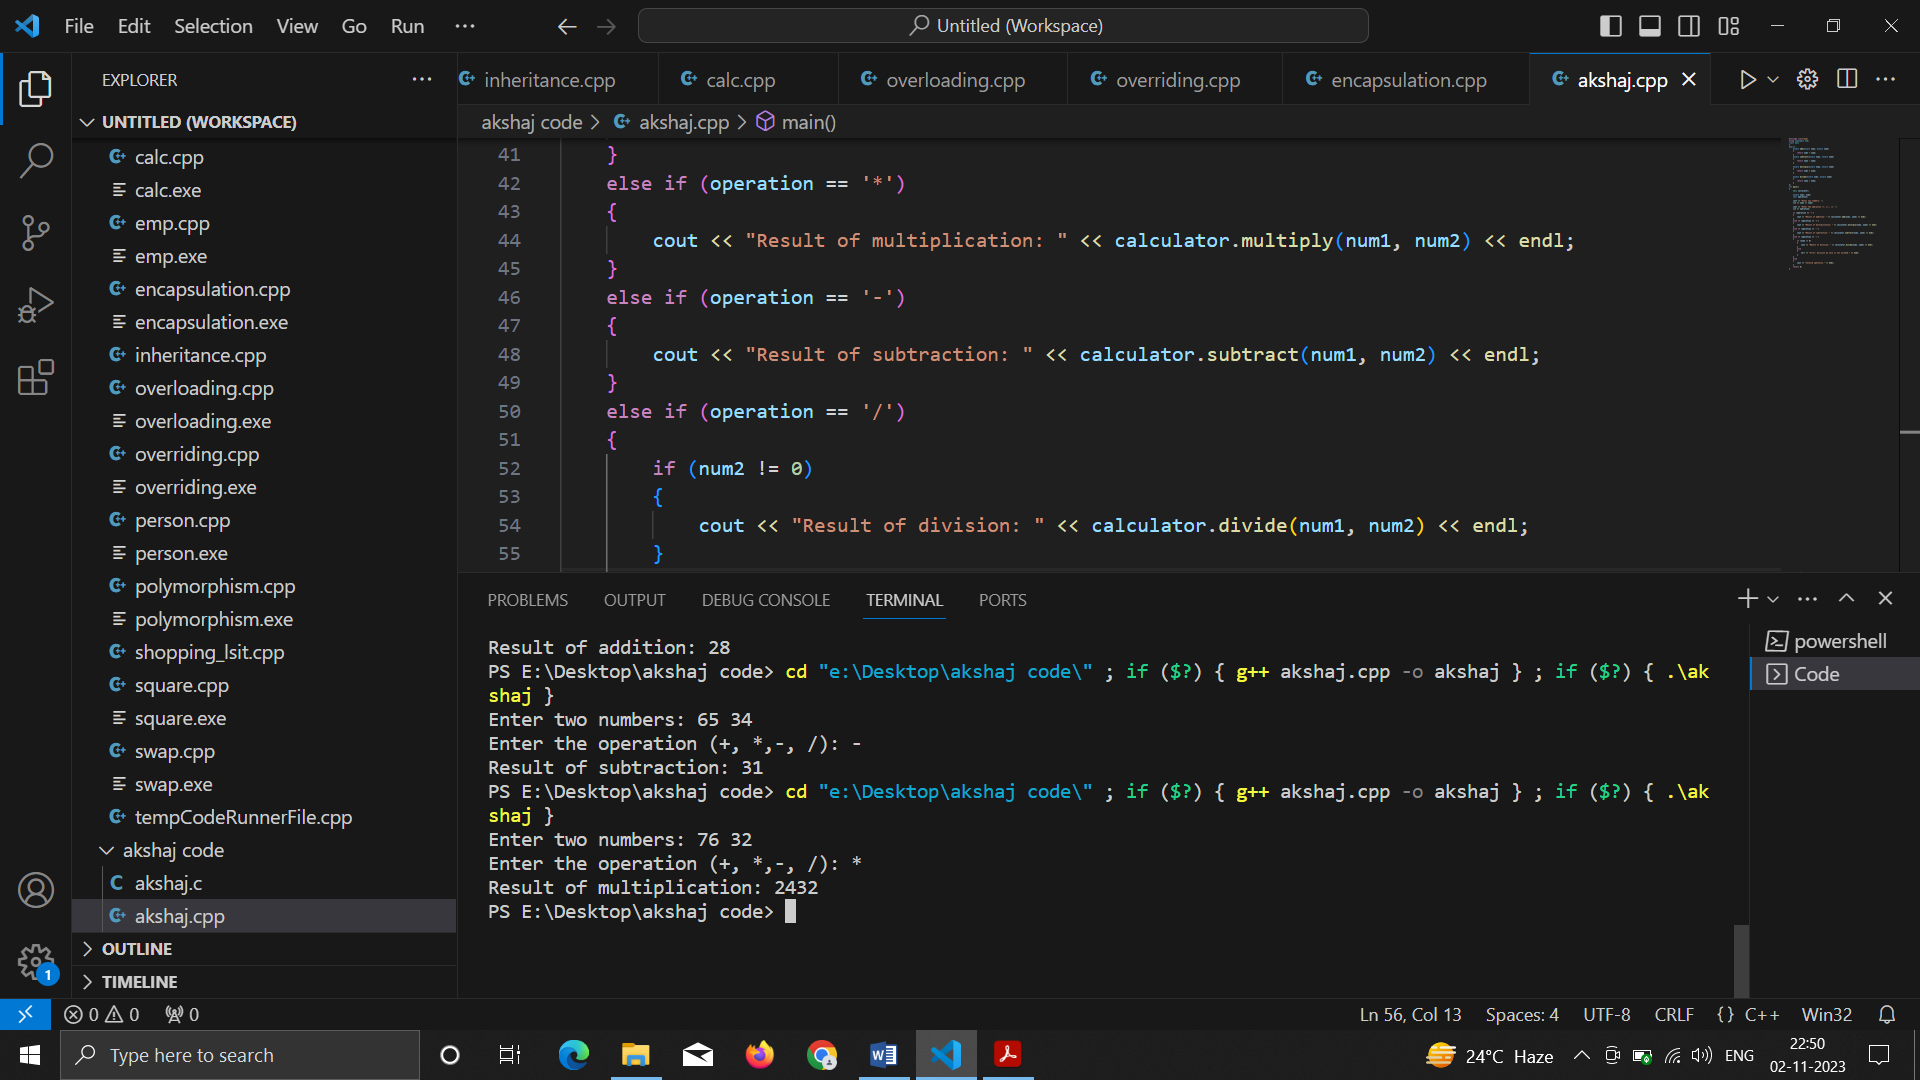 File Edit Selection View Go Run ···
Untitled (Workspace)
EXPLORER
inheritance.cpp
calc.cpp
overloading.cpp
overriding.cpp
encapsulation.cpp
akshaj.cpp
UNTITLED (WORKSPACE)
akshaj code > akshaj.cpp > main()
calc.cpp
calc.exe
emp.cpp
emp.exe
encapsulation.cpp
encapsulation.exe
inheritance.cpp
overloading.cpp
overloading.exe
overriding.cpp
overriding.exe
person.cpp
person.exe
polymorphism.cpp
polymorphism.exe
shopping_lsit.cpp
square.cpp
square.exe
swap.cpp
swap.exe
tempCodeRunnerFile.cpp
akshaj code
C akshaj.c
akshaj.cpp
OUTLINE
TIMELINE
41 }
42 else if (operation == '*')
43 {
44 cout << "Result of multiplication: " << calculator.multiply(num1, num2) << endl;
45 }
46 else if (operation == '-')
47 {
48 cout << "Result of subtraction: " << calculator.subtract(num1, num2) << endl;
49 }
50 else if (operation == '/')
51 {
52 if (num2 != 0)
53 {
54 cout << "Result of division: " << calculator.divide(num1, num2) << endl;
55 }
PROBLEMS OUTPUT DEBUG CONSOLE TERMINAL PORTS
powershell
Code
Result of addition: 28
PS E:\Desktop\akshaj code> cd "e:\Desktop\akshaj code\" ; if ($?) { g++ akshaj.cpp -o akshaj } ; if ($?) { .\ak
shaj }
Enter two numbers: 65 34
Enter the operation (+, *,-, /): -
Result of subtraction: 31
PS E:\Desktop\akshaj code> cd "e:\Desktop\akshaj code\" ; if ($?) { g++ akshaj.cpp -o akshaj } ; if ($?) { .\ak
shaj }
Enter two numbers: 76 32
Enter the operation (+, *,-, /): *
Result of multiplication: 2432
PS E:\Desktop\akshaj code>
1
0 0 0
Ln 56, Col 13 Spaces: 4 UTF-8 CRLF {} C++ Win32
Type here to search
24°C Haze
ENG
22:50
02-11-2023